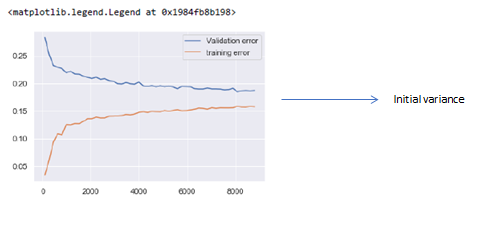 <matplotlib.legend.Legend at 0x1984fb8b198>
Validation error
training error
0.25
0.20
0.15
0.10
0.05
0
2000
4000
6000
8000
Initial variance